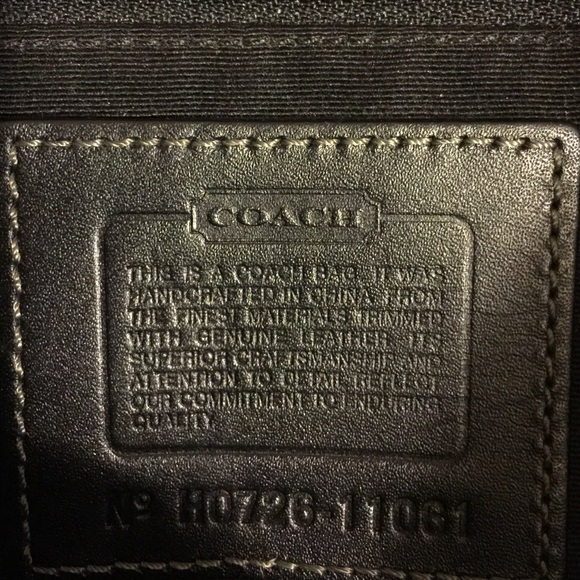 COACH
THIS IS A COACH BAG. IT WAS
HANDCRAFTED IN CHINA FROM
THE FINEST MATERIALS & TRIMMED
WITH GENUINE LEATHER. ITS
SUPERIOR CRAFTSMANSHIP AND
ATTENTION TO DETAIL REFLECT
OUR COMMITMENT TO ENDURING
QUALITY.
Nº H0726-11061